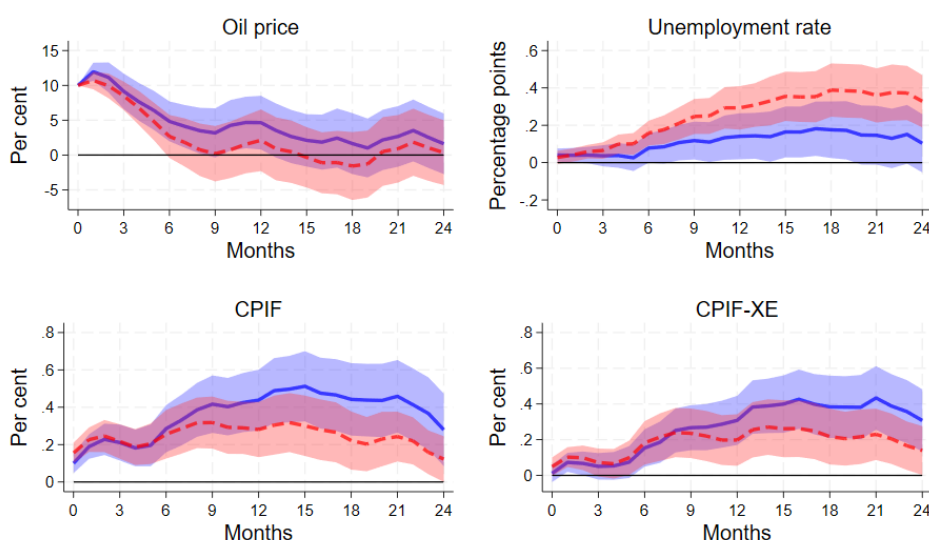 Oil price
Per cent
15
10
5
0
-5
0 3 6 9 12 15 18 21 24
Months
Unemployment rate
Percentage points
.6
.4
.2
0
-.2
0 3 6 9 12 15 18 21 24
Months
CPIF
Per cent
.8
.6
.4
.2
0
0 3 6 9 12 15 18 21 24
Months
CPIF-XE
Per cent
.8
.6
.4
.2
0
0 3 6 9 12 15 18 21 24
Months